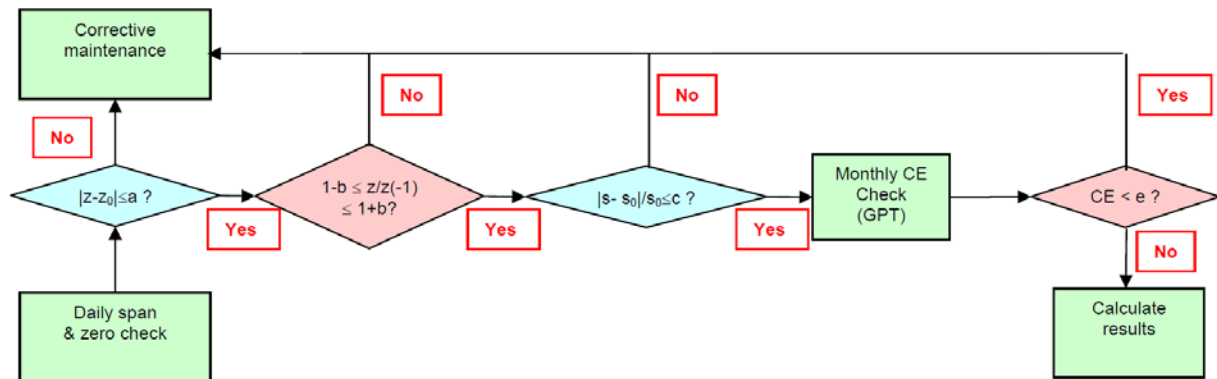 Corrective
maintenance
No
No
Yes
No
|z-z₀|≤a ?
1-b ≤ z/z(-1)
≤ 1+b?
|s- s₀|/s₀≤c ?
Monthly CE
Check
(GPT)
CE < e ?
Yes
Yes
Yes
No
Daily span
& zero check
Calculate
results